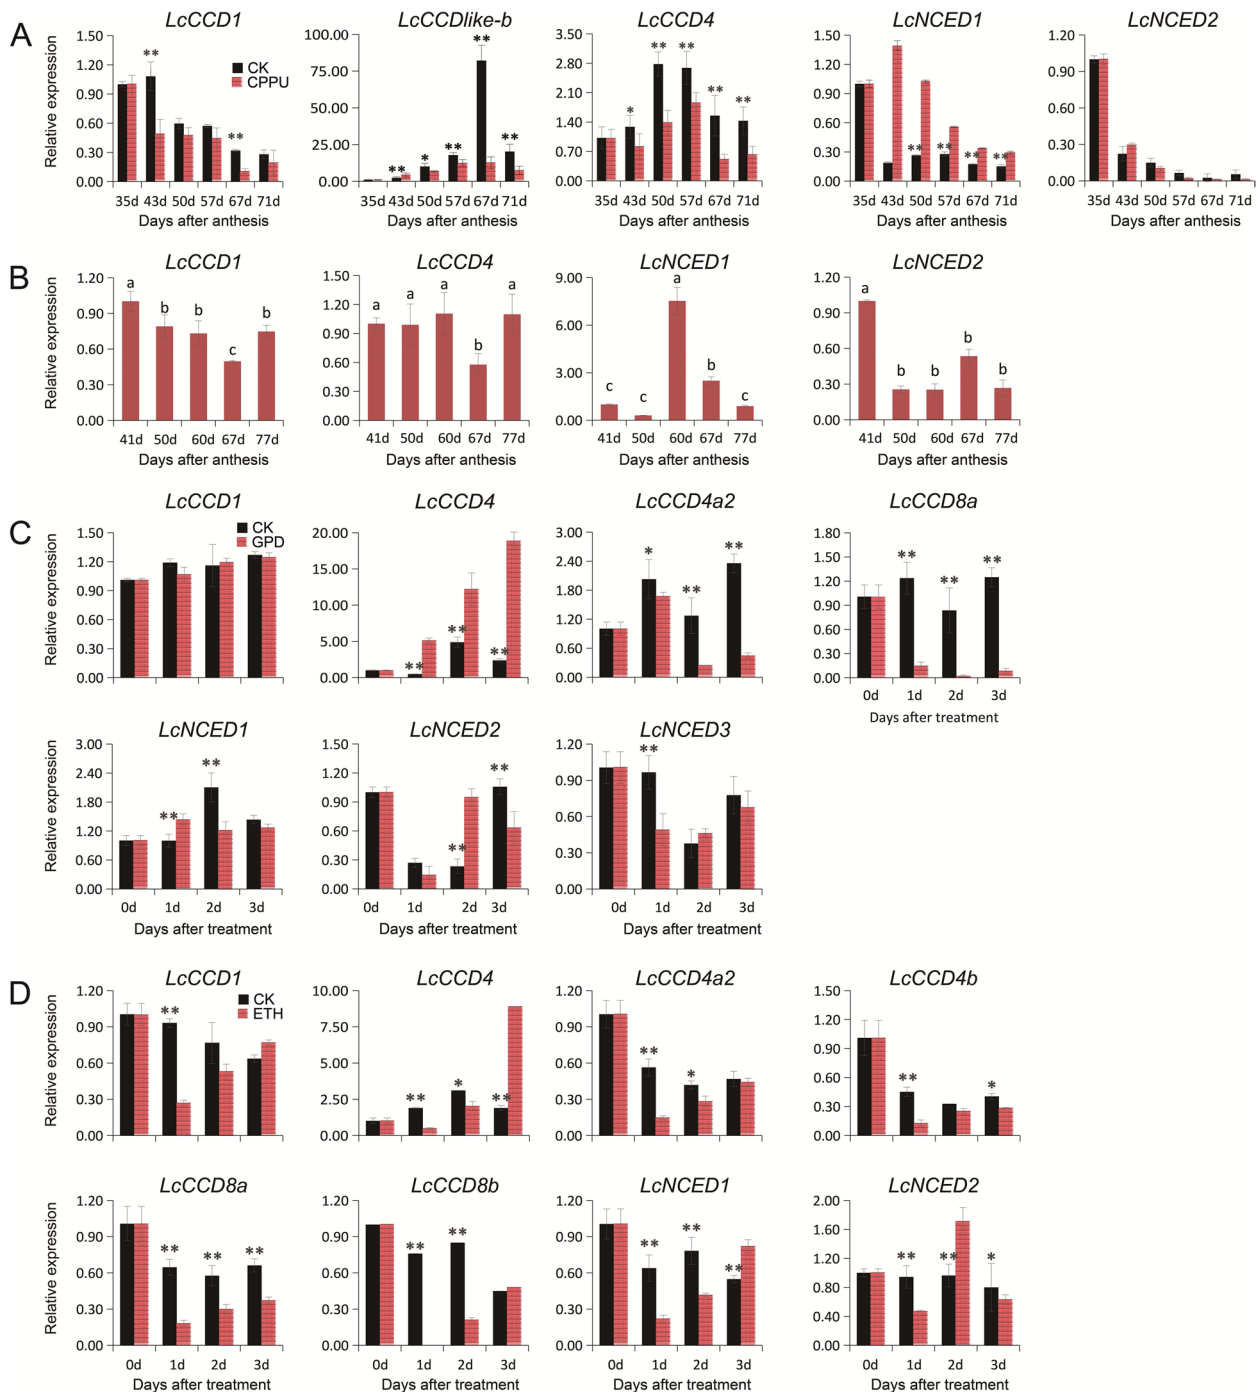 A
LcCCD1
LcCCDlike-b
LcCCD4
LcNCED1
LcNCED2
Relative expression
1.50 1.20 0.90 0.60 0.30 0.00
** **
CK
CPPU
35d 43d 50d 57d 67d 71d
Days after anthesis
100.00 75.00 50.00 25.00 0.00
** * ** ** **
35d 43d 50d 57d 67d 71d
Days after anthesis
3.50 2.80 2.10 1.40 0.70 0.00
* ** ** ** **
35d 43d 50d 57d 67d 71d
Days after anthesis
1.50 1.20 0.90 0.60 0.30 0.00
** ** ** **
35d 43d 50d 57d 67d 71d
Days after anthesis
1.20 0.90 0.60 0.30 0.00
35d 43d 50d 57d 67d 71d
Days after anthesis
B
LcCCD1
LcCCD4
LcNCED1
LcNCED2
Relative expression
1.20 0.90 0.60 0.30 0.00
a b b c b
41d 50d 60d 67d 77d
Days after anthesis
1.50 1.20 0.90 0.60 0.30 0.00
a a a b a
41d 50d 60d 67d 77d
Days after anthesis
9.00 6.00 3.00 0.00
c c a b c
41d 50d 60d 67d 77d
Days after anthesis
1.20 0.90 0.60 0.30 0.00
a b b b b
41d 50d 60d 67d 77d
Days after anthesis
C
LcCCD1
LcCCD4
LcCCD4a2
LcCCD8a
Relative expression
1.50 1.20 0.90 0.60 0.30 0.00
CK
GPD
20.00 15.00 10.00 5.00 0.00
** ** **
3.00 2.40 1.80 1.20 0.60 0.00
* ** **
1.80 1.50 1.20 0.90 0.60 0.30 0.00
** ** **
0d 1d 2d 3d
Days after treatment
LcNCED1
LcNCED2
LcNCED3
Relative expression
3.00 2.40 1.80 1.20 0.60 0.00
** **
0d 1d 2d 3d
Days after treatment
1.50 1.20 0.90 0.60 0.30 0.00
** **
0d 1d 2d 3d
Days after treatment
1.20 0.90 0.60 0.30 0.00
**
0d 1d 2d 3d
Days after treatment
D
LcCCD1
LcCCD4
LcCCD4a2
LcCCD4b
Relative expression
1.20 0.90 0.60 0.30 0.00
**
CK
ETH
10.00 7.50 5.00 2.50 0.00
** * **
1.20 0.90 0.60 0.30 0.00
** *
1.50 1.20 0.90 0.60 0.30 0.00
** *
LcCCD8a
LcCCD8b
LcNCED1
LcNCED2
Relative expression
1.20 0.90 0.60 0.30 0.00
** ** **
0d 1d 2d 3d
Days after treatment
1.20 0.90 0.60 0.30 0.00
** **
0d 1d 2d 3d
Days after treatment
1.20 0.90 0.60 0.30 0.00
** ** **
0d 1d 2d 3d
Days after treatment
2.00 1.60 1.20 0.80 0.40 0.00
** ** *
0d 1d 2d 3d
Days after treatment